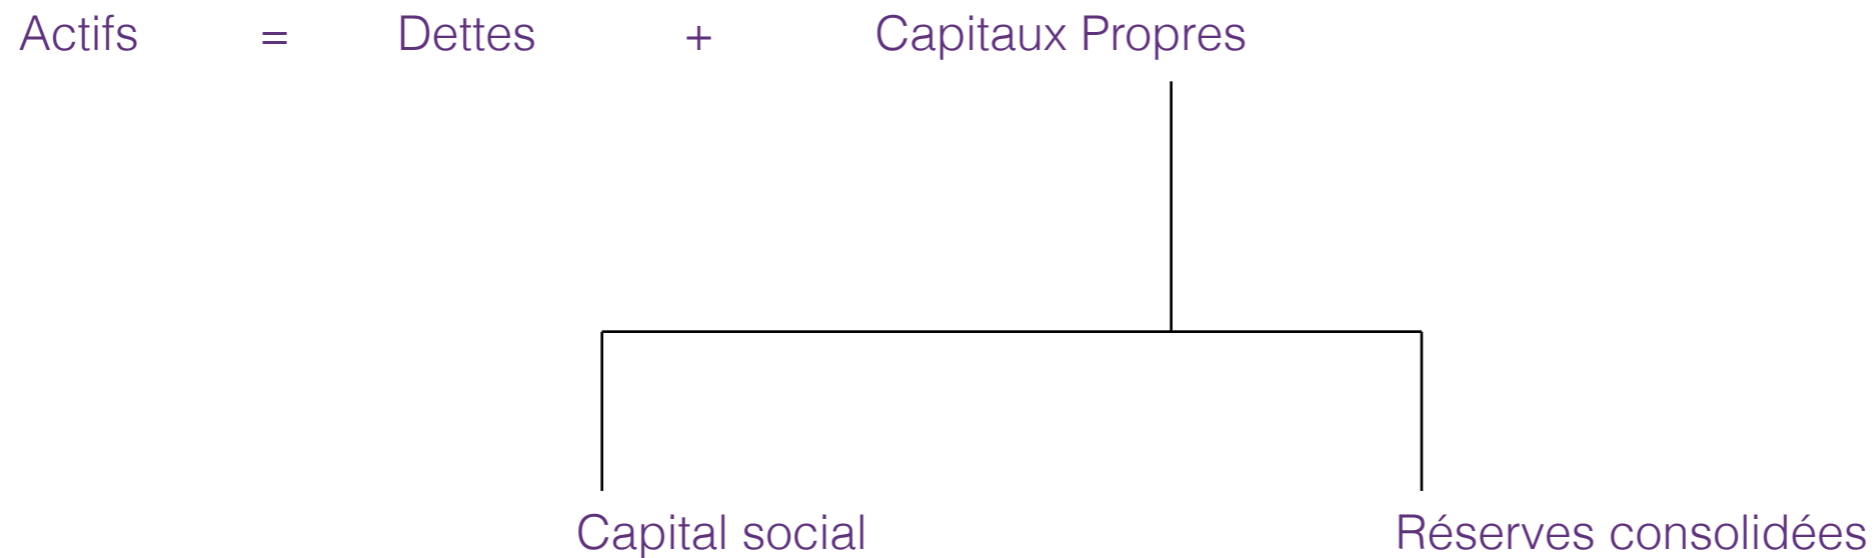 Actifs = Dettes + Capitaux Propres
Capital social Réserves consolidées